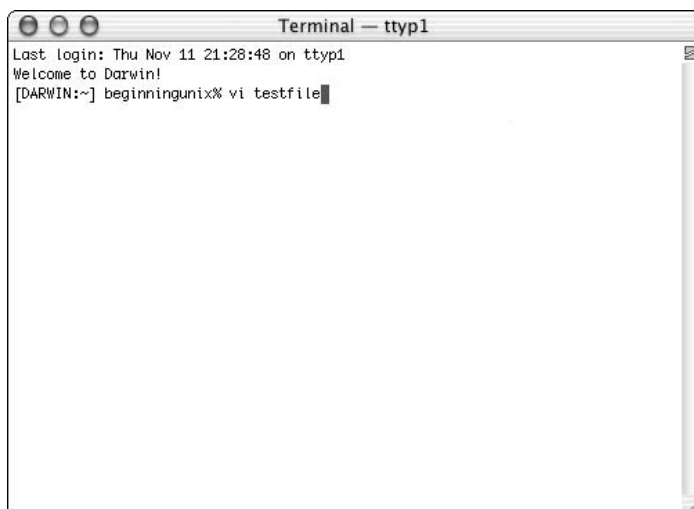 Terminal — ttyp1
Last login: Thu Nov 11 21:28:48 on ttyp1
Welcome to Darwin!
[DARWIN:~] beginningunix% vi testfile